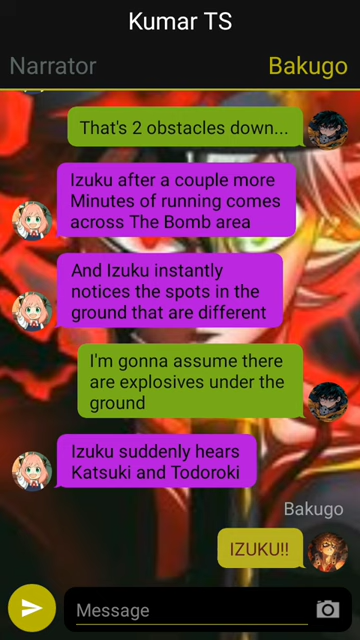 Kumar TS
Narrator
Bakugo
That's 2 obstacles down...
Izuku after a couple more
Minutes of running comes
across The Bomb area
And Izuku instantly
notices the spots in the
ground that are different
I'm gonna assume there
are explosives under the
ground
Izuku suddenly hears
Katsuki and Todoroki
Bakugo
IZUKU!!
Message